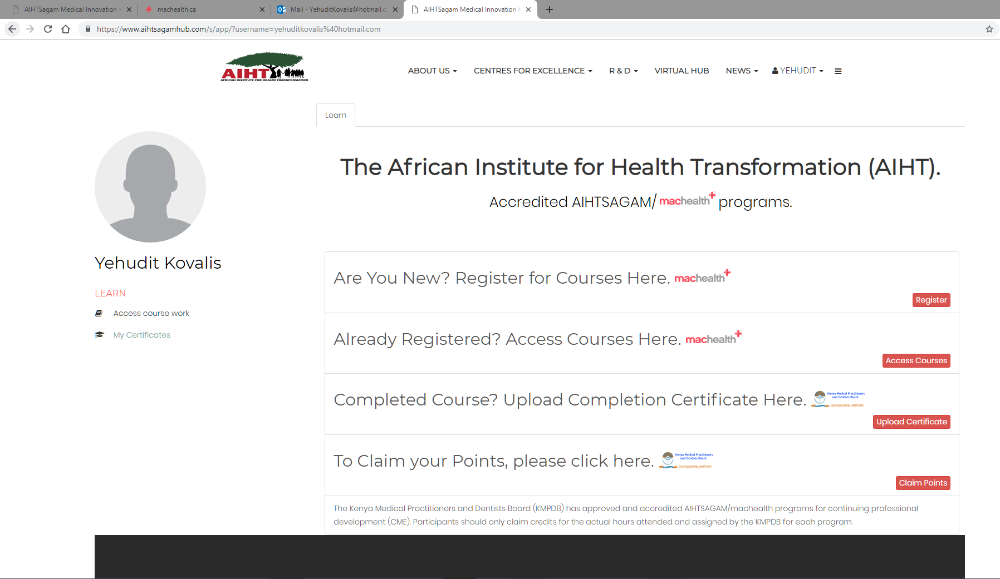 AIHTSagam Medical Innovation
machealth.ca
Mail - YehuditKovalis@hotmail.c
AIHTSagam Medical Innovation
https://www.aihtsagamhub.com/s/app/?username=yehuditkovalis%40hotmail.com
AIHT
AFRICAN INSTITUTE FOR HEALTH TRANSFORMATION
ABOUT US
CENTRES FOR EXCELLENCE
R & D
VIRTUAL HUB
NEWS
YEHUDIT
Learn
The African Institute for Health Transformation (AIHT).
Accredited AIHTSAGAM/ machealth programs.
Yehudit Kovalis
LEARN
Access course work
My Certificates
Are You New? Register for Courses Here. machealth
Register
Already Registered? Access Courses Here. machealth
Access Courses
Completed Course? Upload Completion Certificate Here.
Kenya Medical Practitioners
and Dentists Board
Ensuring Quality Healthcare
Upload Certificate
To Claim your Points, please click here.
Kenya Medical Practitioners
and Dentists Board
Ensuring Quality Healthcare
Claim Points
The Kenya Medical Practitioners and Dentists Board (KMPDB) has approved and accredited AIHTSAGAM/machealth programs for continuing professional
development (CME). Participants should only claim credits for the actual hours attended and assigned by the KMPDB for each program.